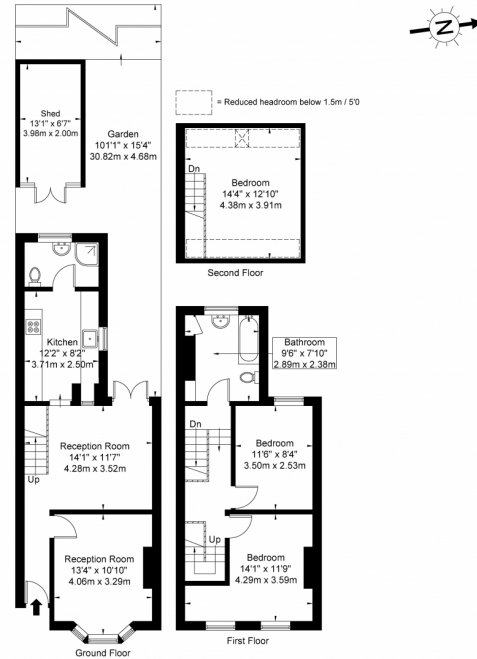 N
= Reduced headroom below 1.5m / 5'0
Shed
13'1" x 6'7"
3.98m x 2.00m
Garden
101'1" x 15'4"
30.82m x 4.68m
Dn
Bedroom
14'4" x 12'10"
4.38m x 3.91m
Second Floor
Kitchen
12'2" x 8'2"
3.71m x 2.50m
Bathroom
9'6" x 7'10"
2.89m x 2.38m
Up
Reception Room
14'1" x 11'7"
4.28m x 3.52m
Dn
Bedroom
11'6" x 8'4"
3.50m x 2.53m
Reception Room
13'4" x 10'10"
4.06m x 3.29m
Up
Bedroom
14'1" x 11'9"
4.29m x 3.59m
Ground Floor
First Floor